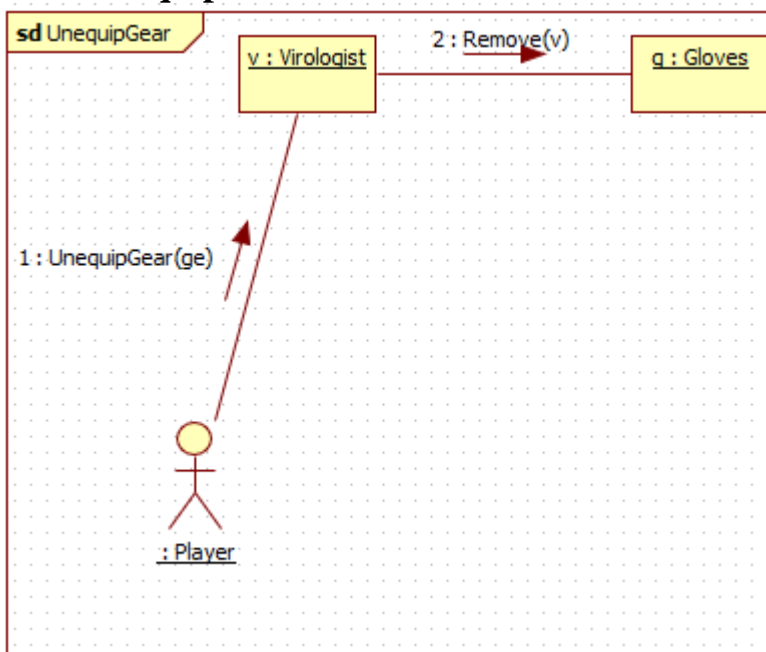 sd UnequipGear
v : Virologist
2 : Remove(v)
g : Gloves
1 : UnequipGear(ge)
: Player